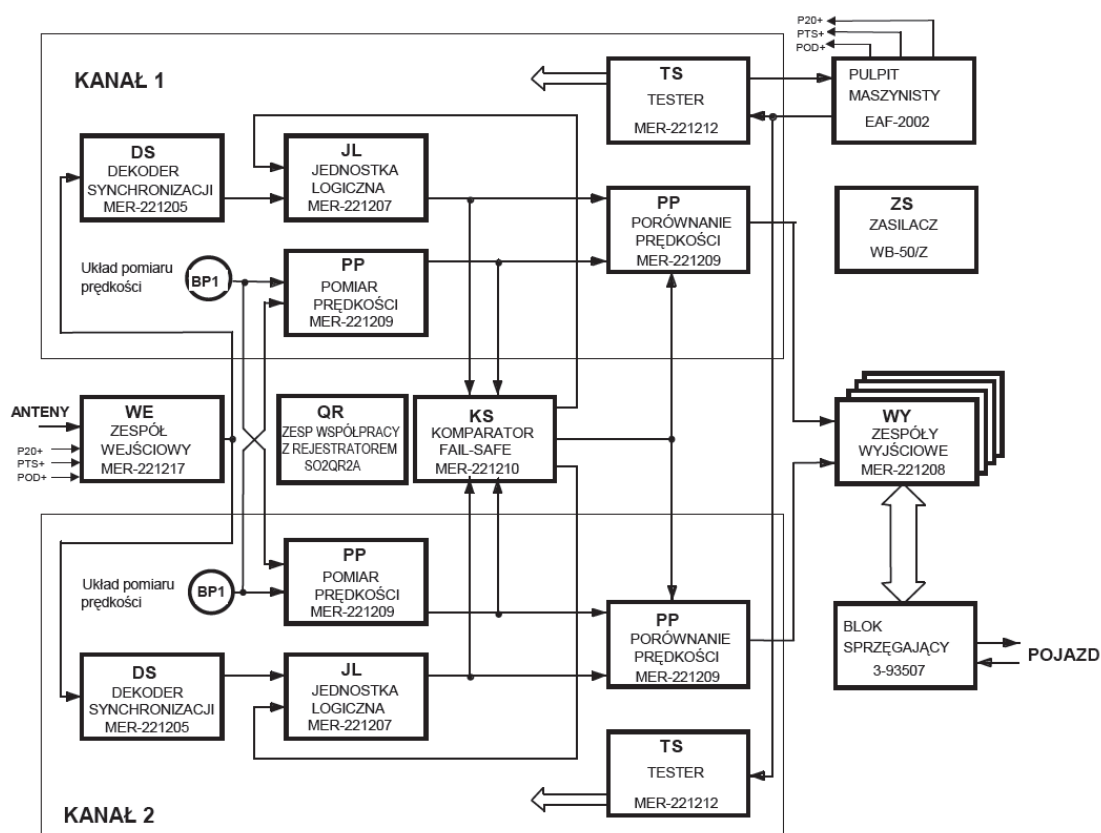 P20+
PTS+
POD+
KANAŁ 1
TS
TESTER
MER-221212
PULPIT
MASZYNISTY
EAF-2002
DS
DEKODER
SYNCHRONIZACJI
MER-221205
JL
JEDNOSTKA
LOGICZNA
MER-221207
PP
PORÓWNANIE
PRĘDKOŚCI
MER-221209
ZS
ZASILACZ
WB-50/Z
Układ pomiaru
prędkości
BP1
PP
POMIAR
PRĘDKOŚCI
MER-221209
ANTENY
P20+
PTS+
POD+
WE
ZESPÓŁ
WEJŚCIOWY
MER-221217
QR
ZESP WSPÓŁPRACY
Z REJESTRATOREM
SO2QR2A
KS
KOMPARATOR
FAIL-SAFE
MER-221210
WY
ZESPÓŁY
WYJŚCIOWE
MER-221208
Układ pomiaru
prędkości
BP1
PP
POMIAR
PRĘDKOŚCI
MER-221209
PP
PORÓWNANIE
PRĘDKOŚCI
MER-221209
BLOK
SPRZĘGAJĄCY
3-93507
POJAZD
DS
DEKODER
SYNCHRONIZACJI
MER-221205
JL
JEDNOSTKA
LOGICZNA
MER-221207
TS
TESTER
MER-221212
KANAŁ 2